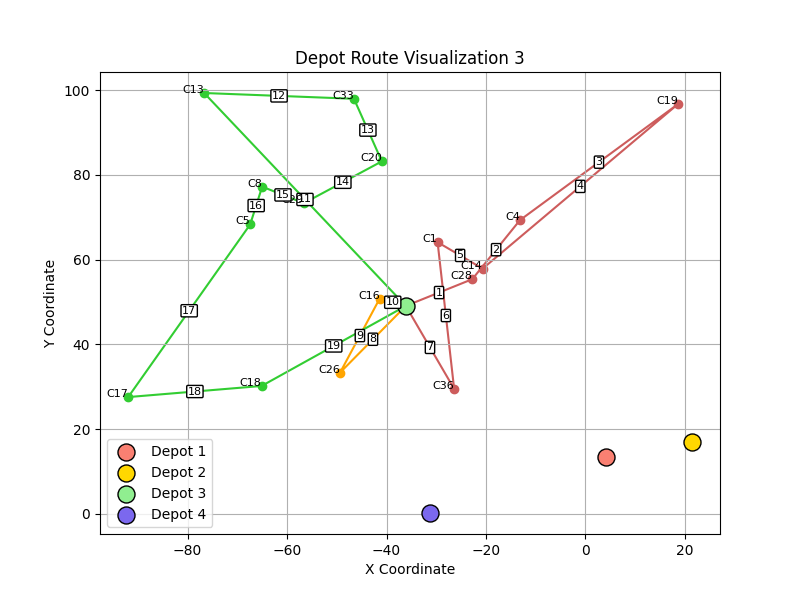 Depot Route Visualization 3
Y Coordinate
100
80
60
40
20
0
C13
12
C33
C19
13
C20
3
14
4
C8
15
11
16
C5
C4
C1
2
5
C14
C28
C16
10
1
17
6
9
8
19
7
C26
C18
C36
C17
18
Depot 1
Depot 2
Depot 3
Depot 4
−80
−60
−40
−20
0
20
X Coordinate